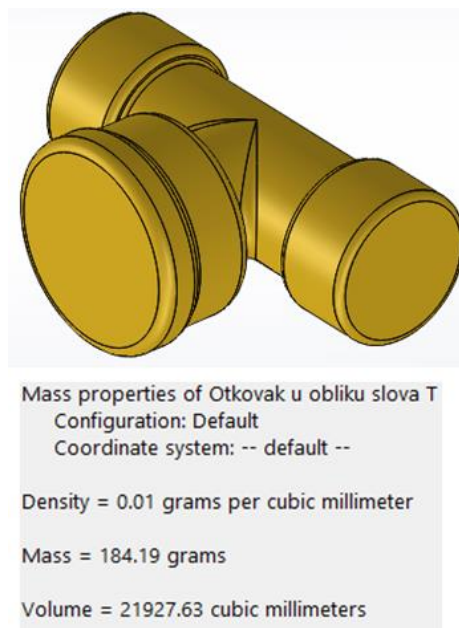 Mass properties of Otkovak u obliku slova T
Configuration: Default
Coordinate system: -- default --
Density = 0.01 grams per cubic millimeter
Mass = 184.19 grams
Volume = 21927.63 cubic millimeters